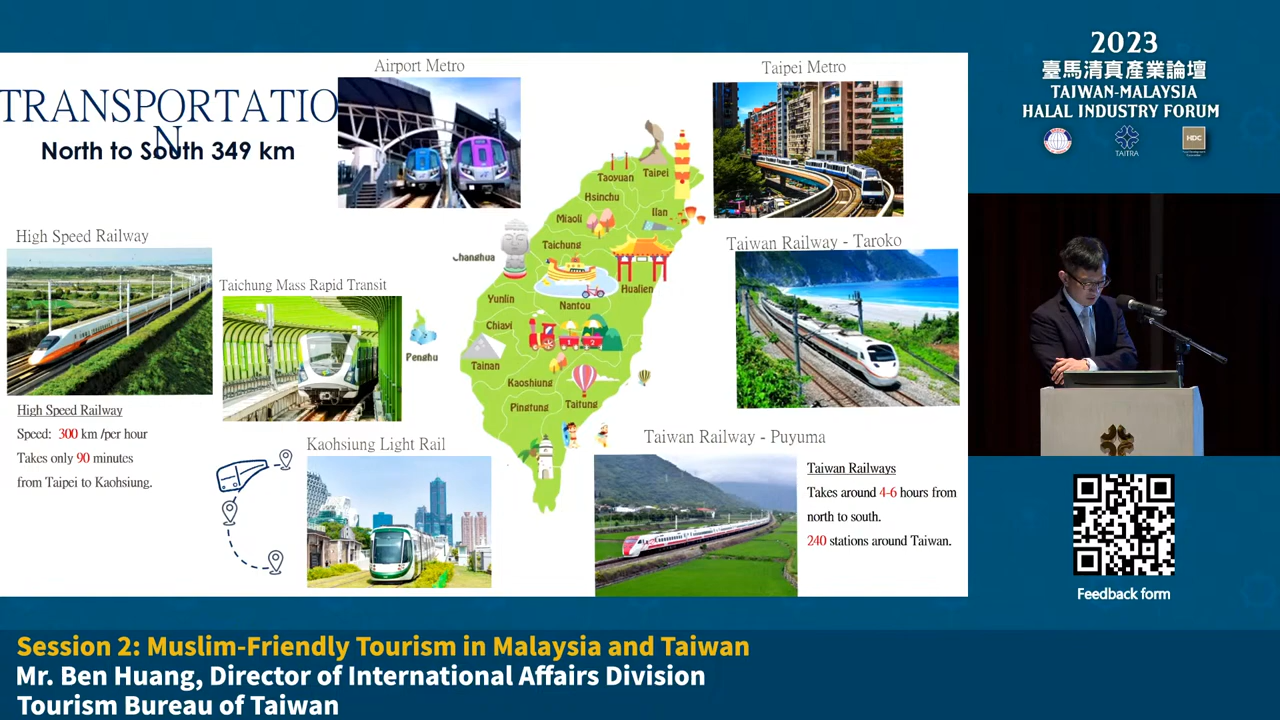 TRANSPORTATIO
N
North to South 349 km
Airport Metro
Taipei Metro
High Speed Railway
Taichung Mass Rapid Transit
Taiwan Railway - Taroko
Kaohsiung Light Rail
Taiwan Railway - Puyuma
High Speed Railway
Speed: 300 km /per hour
Takes only 90 minutes
from Taipei to Kaohsiung.
Taiwan Railways
Takes around 4-6 hours from
north to south.
240 stations around Taiwan.
Taoyuan
Taipei
Hsinchu
Miaoli
Ilan
Taichung
Changhua
Hualien
Yunlin
Nantou
Chiayi
Penghu
Tainan
Kaoshiung
Pingtung
Taitung
2023
臺馬清真產業論壇
TAIWAN-MALAYSIA
HALAL INDUSTRY FORUM
TAITRA
HDC
Feedback form
Session 2: Muslim-Friendly Tourism in Malaysia and Taiwan
Mr. Ben Huang, Director of International Affairs Division
Tourism Bureau of Taiwan